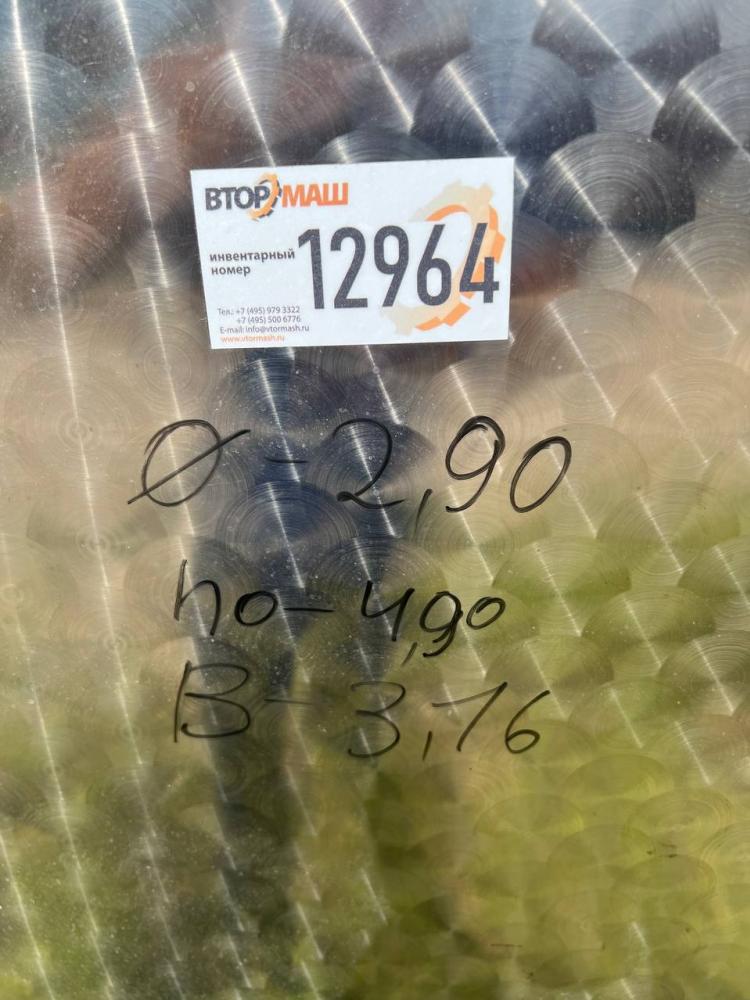 ВТОРМАШ
инвентарный
номер
12964
Тел.: +7 (495) 979 3322
+7 (495) 500 6776
E-mail: info@vtormash.ru
www.vtormash.ru
Ø - 2,90
hо - 4,90
В - 3,16